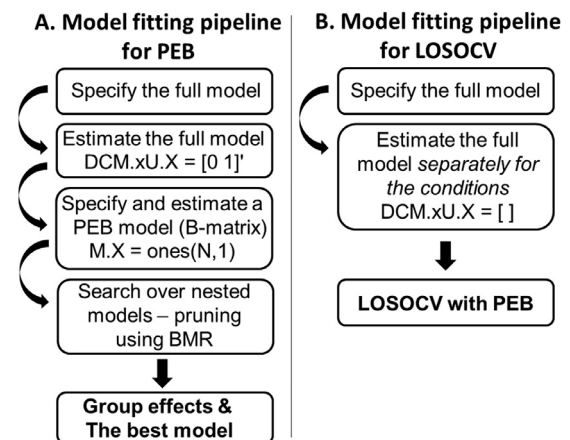 A. Model fitting pipeline
for PEB
Specify the full model
Estimate the full model
DCM.xU.X = [0 1]'
Specify and estimate a
PEB model (B-matrix)
M.X = ones(N,1)
Search over nested
models – pruning
using BMR
Group effects &
The best model
B. Model fitting pipeline
for LOSOCV
Specify the full model
Estimate the full
model separately for
the conditions
DCM.xU.X = [ ]
LOSOCV with PEB